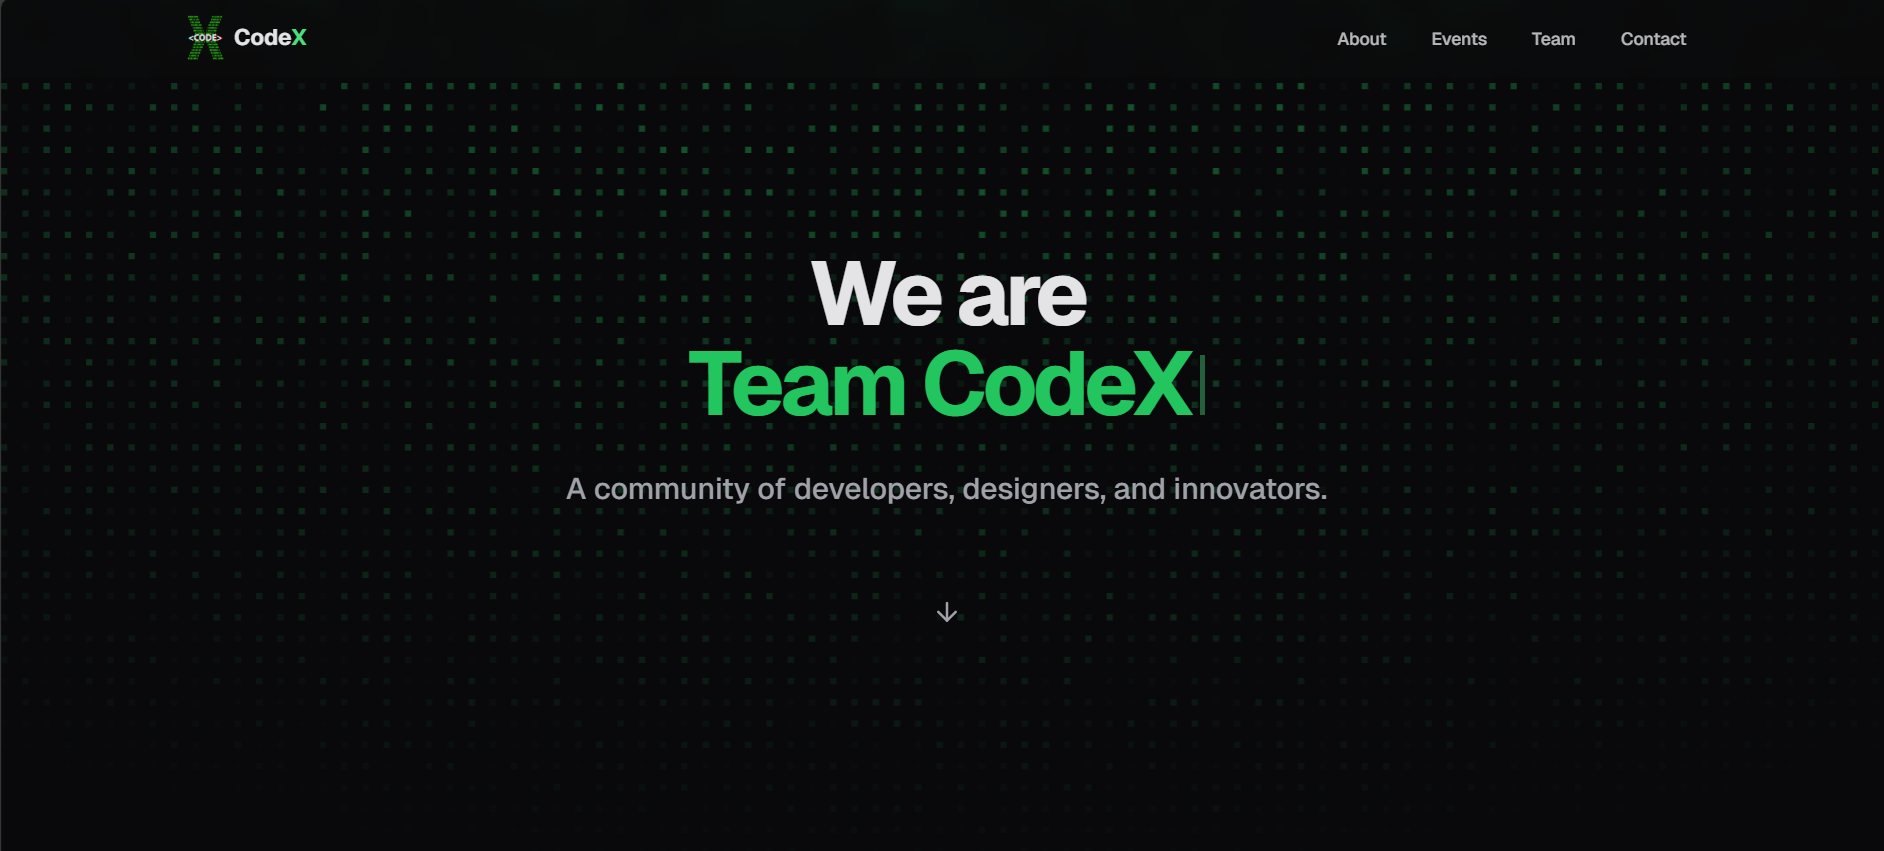 <CODE>
CodeX
About
Events
Team
Contact
We are
Team CodeX
A community of developers, designers, and innovators.